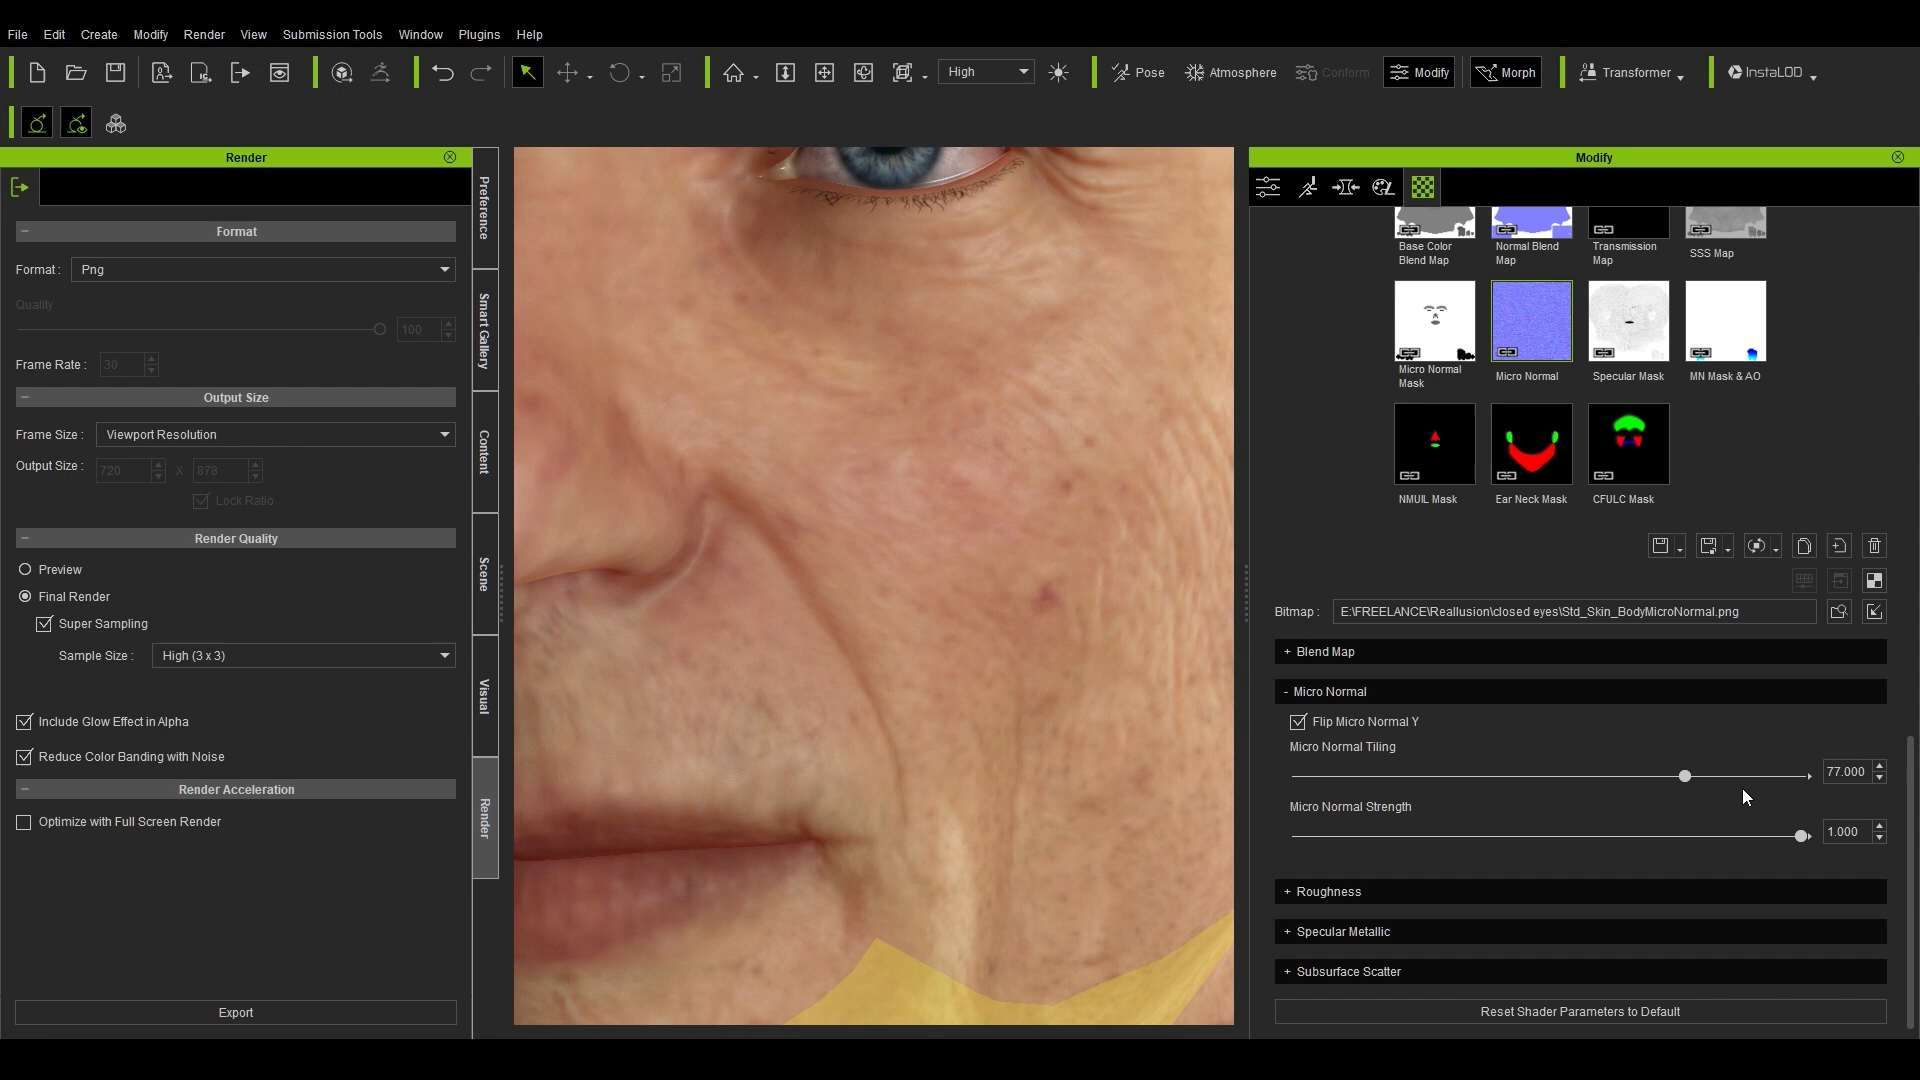 File Edit Create Modify Render View Submission Tools Window Plugins Help
High Pose Atmosphere Conform Modify Morph Transformer InstaLOD
Render
Format
Format : Png
Quality
100
Frame Rate : 30
Output Size
Frame Size : Viewport Resolution
Output Size : 720 X 878
Lock Ratio
Render Quality
Preview
Final Render
Super Sampling
Sample Size : High (3 x 3)
Include Glow Effect in Alpha
Reduce Color Banding with Noise
Render Acceleration
Optimize with Full Screen Render
Export
Preference
Smart Gallery
Content
Scene
Visual
Render
Modify
Base Color Blend Map
Normal Blend Map
Transmission Map
SSS Map
Micro Normal Mask
Micro Normal
Specular Mask
MN Mask & AO
NMUIL Mask
Ear Neck Mask
CFULC Mask
Bitmap : E:\FREELANCE\Reallusion\closed eyes\Std_Skin_BodyMicroNormal.png
+ Blend Map
- Micro Normal
Flip Micro Normal Y
Micro Normal Tiling
77.000
Micro Normal Strength
1.000
+ Roughness
+ Specular Metallic
+ Subsurface Scatter
Reset Shader Parameters to Default